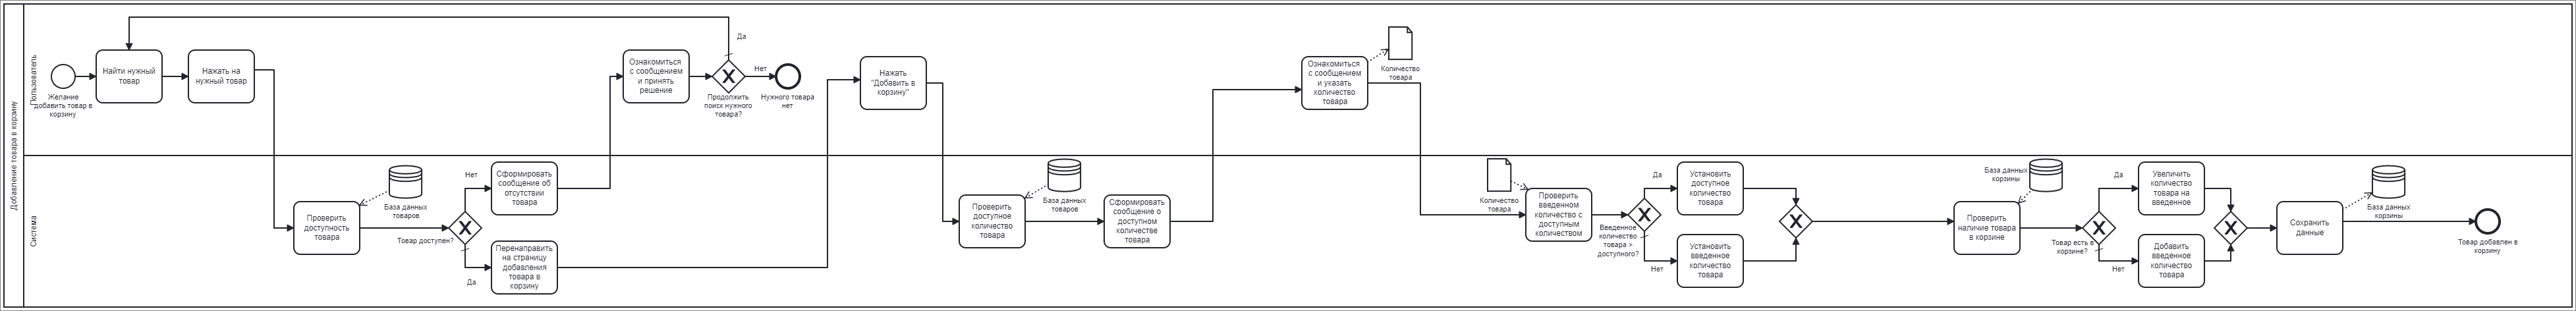 Добавление товара в корзину
Пользователь
Желание
добавить товар в
корзину
Найти нужный
товар
Нажать на
нужный товар
Ознакомиться
с сообщением
и принять
решение
Да
Продолжить
поиск нужного
товара?
Нет
Нужного товара
нет
Нажать
"Добавить в
корзину"
Ознакомиться
с сообщением
и указать
количество
товара
Количество
товара
Система
Проверить
доступность
товара
База данных
товаров
Товар доступен?
Нет
Сформировать
сообщение об
отсутствии
товара
Да
Перенаправить
на страницу
добавления
товара в
корзину
Проверить
доступное
количество
товара
База данных
товаров
Сформировать
сообщение о
доступном
количестве
товара
Количество
товара
Проверить
введенном
количество с
доступным
количеством
Введенное
количество
товара >
доступного?
Да
Установить
доступное
количество
товара
Нет
Установить
введенное
количество
товара
Проверить
наличие товара
в корзине
База данных
корзины
Товар есть в
корзине?
Да
Увеличить
количество
товара на
введенное
Нет
Добавить
введенное
количество
товара
Сохранить
данные
База данных
корзины
Товар добавлен в
корзину